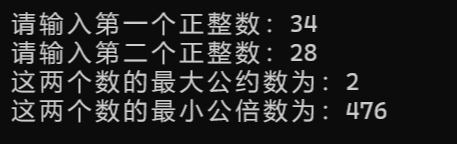 请输入第一个正整数：34
请输入第二个正整数：28
这两个数的最大公约数为：2
这两个数的最小公倍数为：476